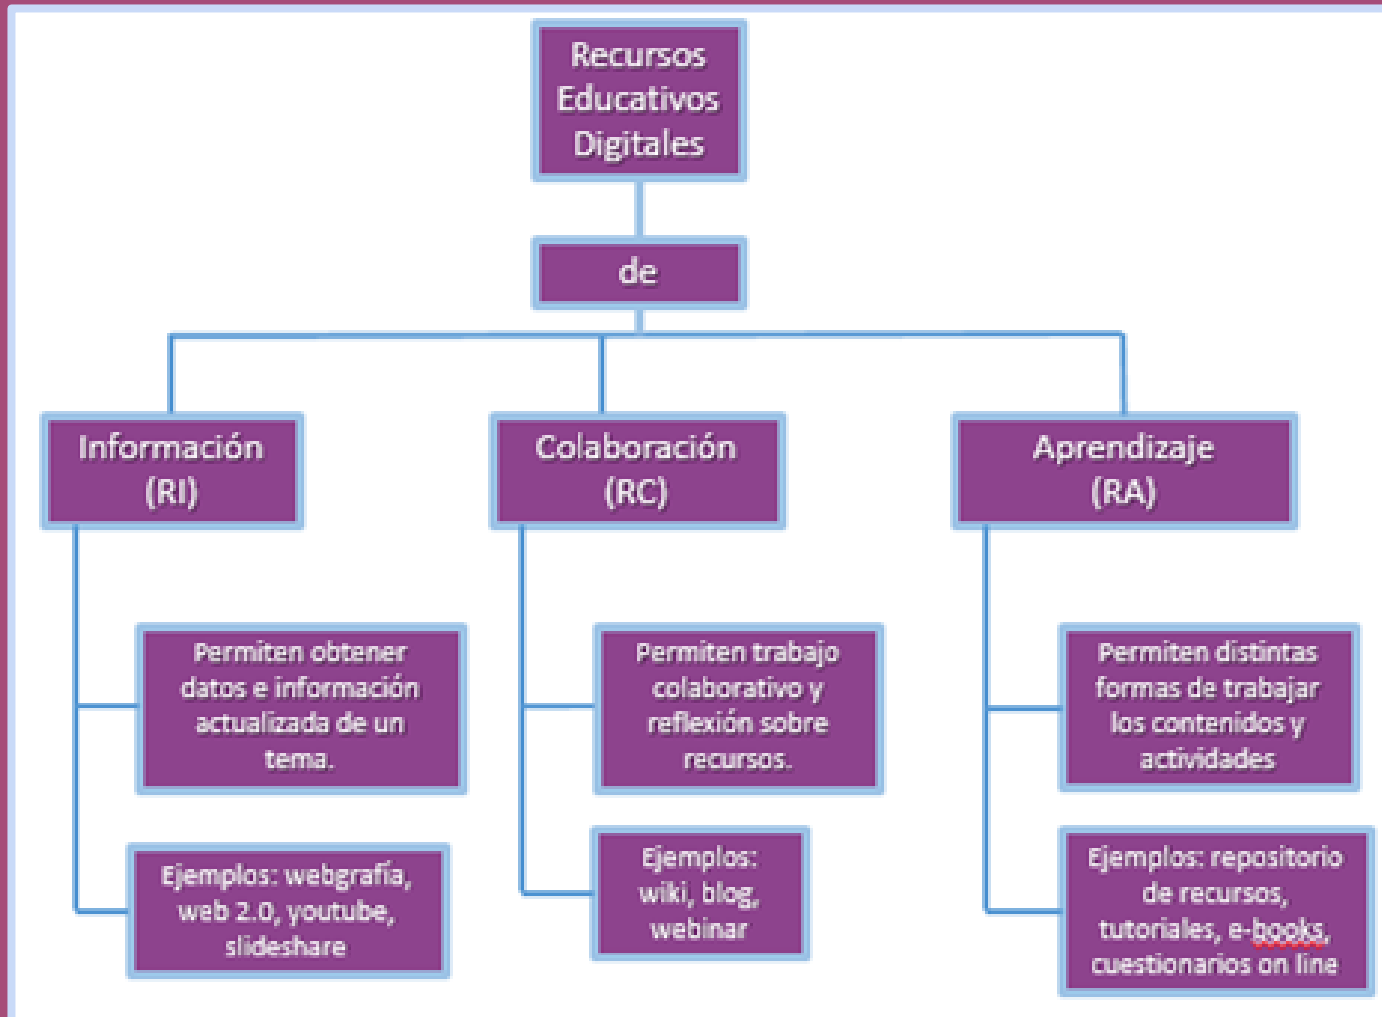 Recursos
Educativos
Digitales
de
Información
(RI)
Colaboración
(RC)
Aprendizaje
(RA)
Permiten obtener
datos e información
actualizada de un
tema.
Permiten trabajo
colaborativo y
reflexión sobre
recursos.
Permiten distintas
formas de trabajar
los contenidos y
actividades
Ejemplos: webgrafía,
web 2.0, youtube,
slideshare
Ejemplos:
wiki, blog,
webinar
Ejemplos: repositorio
de recursos,
tutoriales, e-books,
cuestionarios on line